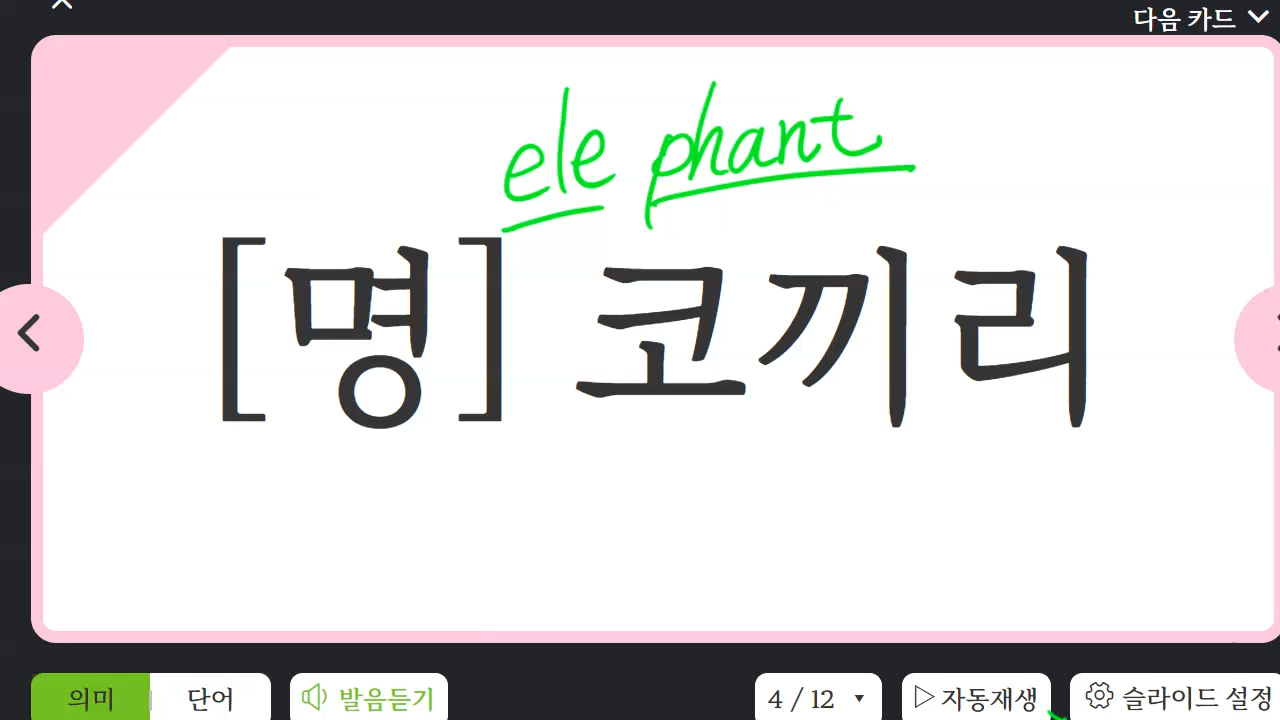 다음 카드
ele phant
[명] 코끼리
의미 단어 발음듣기 4 / 12 자동재생 슬라이드 설정